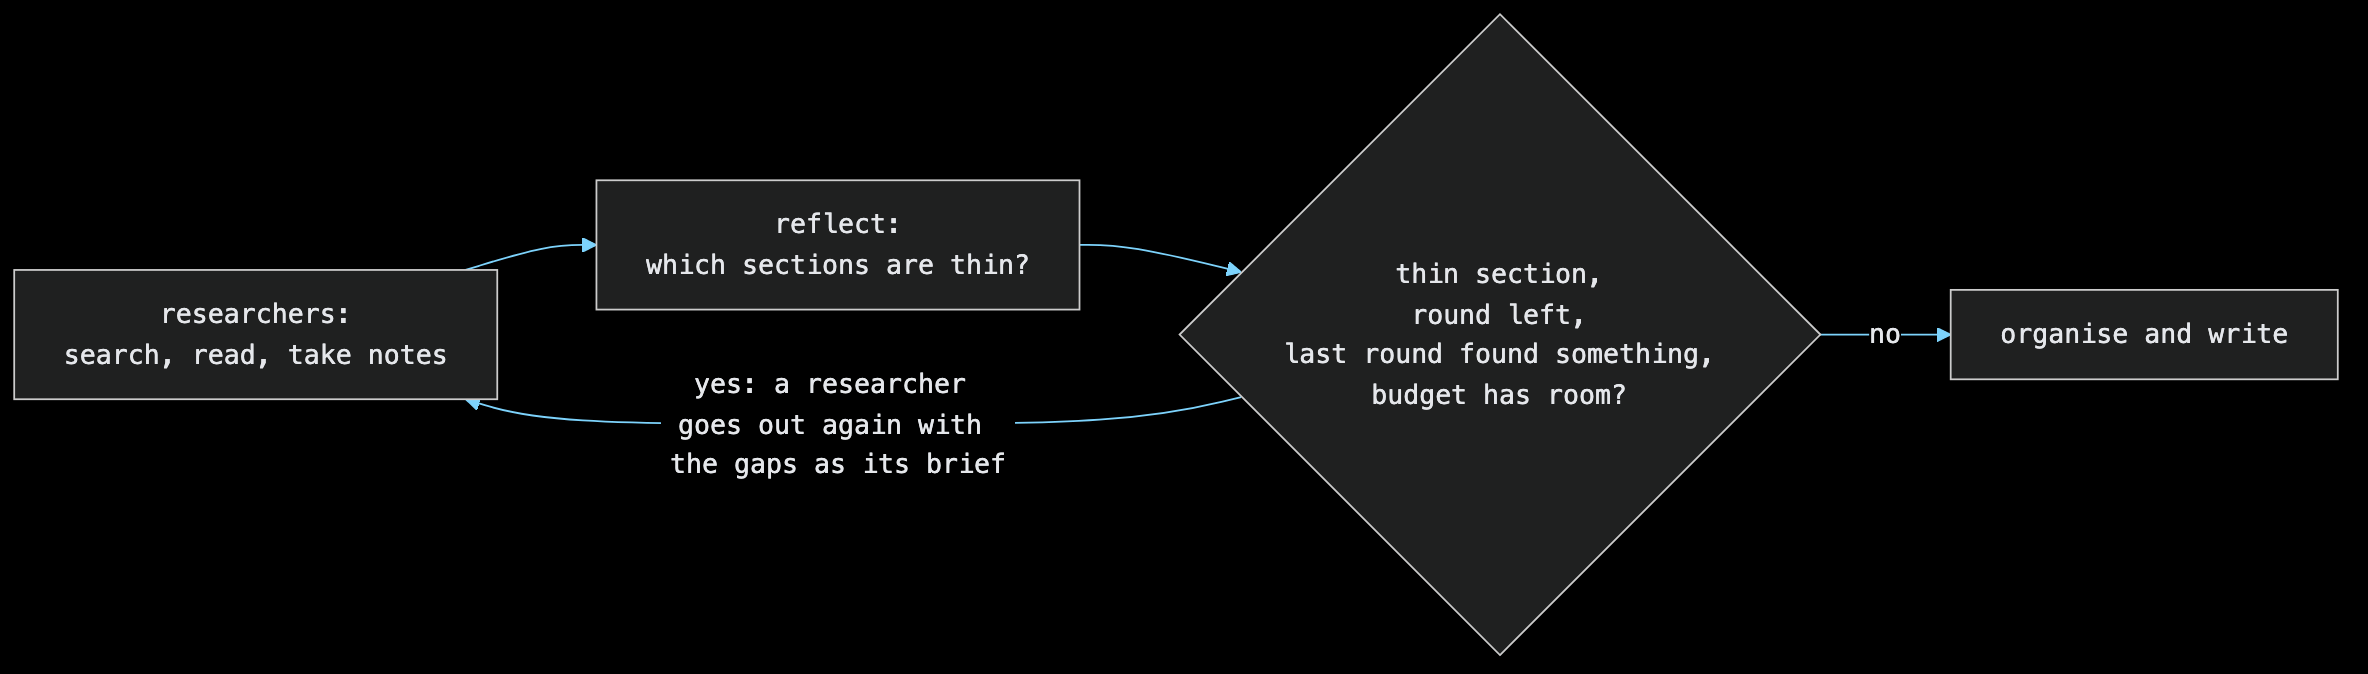 researchers:
search, read, take notes
reflect:
which sections are thin?
yes: a researcher
goes out again with
the gaps as its brief
thin section,
round left,
last round found something,
budget has room?
no
organise and write